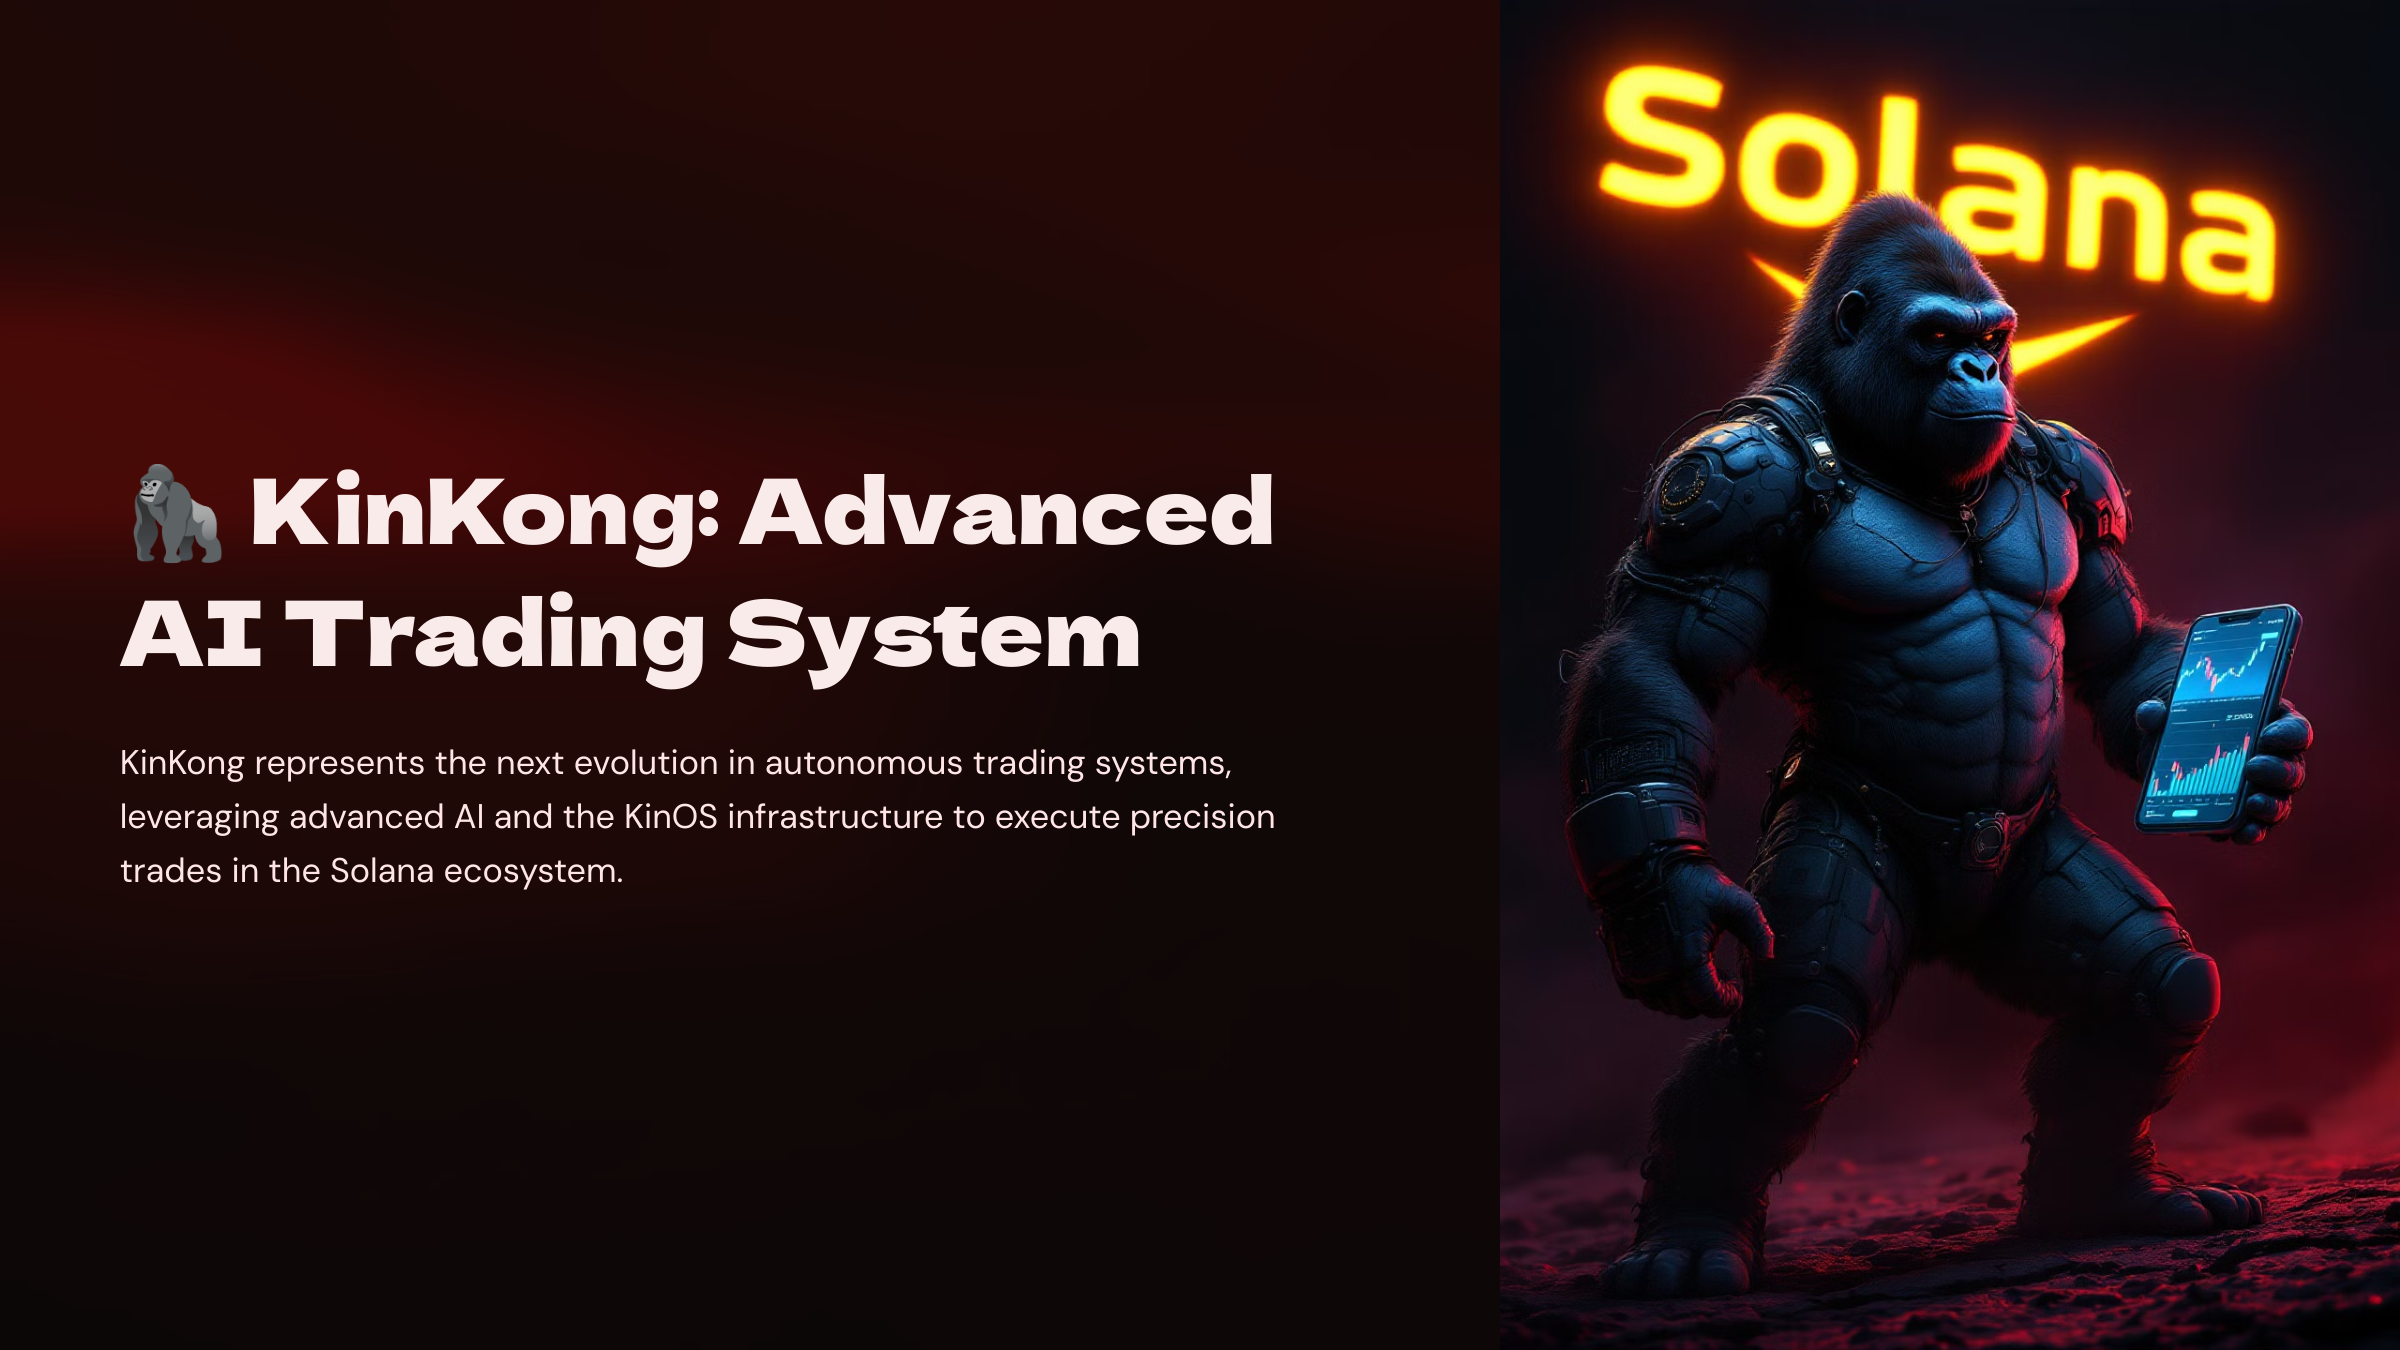 🦍 KinKong: Advanced
AI Trading System
KinKong represents the next evolution in autonomous trading systems,
leveraging advanced AI and the KinOS infrastructure to execute precision
trades in the Solana ecosystem.
Solana